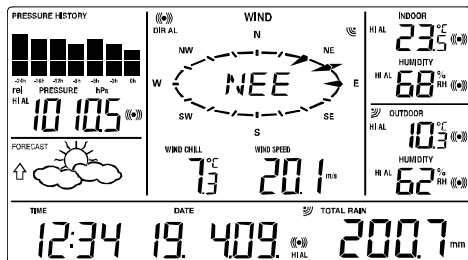 PRESSURE HISTORY
-24h -18h -12h -9h -6h -3h 0h
rel PRESSURE hPa
HI AL 1010.5
FORECAST
WIND
DIR AL
N
NW NE
W NEE E
SW SE
S
WIND CHILL WIND SPEED
7.3 °C 20.1 m/s
INDOOR
HI AL 23.5 °C
HUMIDITY
HI AL 68 % RH
OUTDOOR
HI AL 10.3 °C
HUMIDITY
HI AL 62 % RH
TIME DATE TOTAL RAIN
12:34 19. 4.09. HI AL 200.7 mm